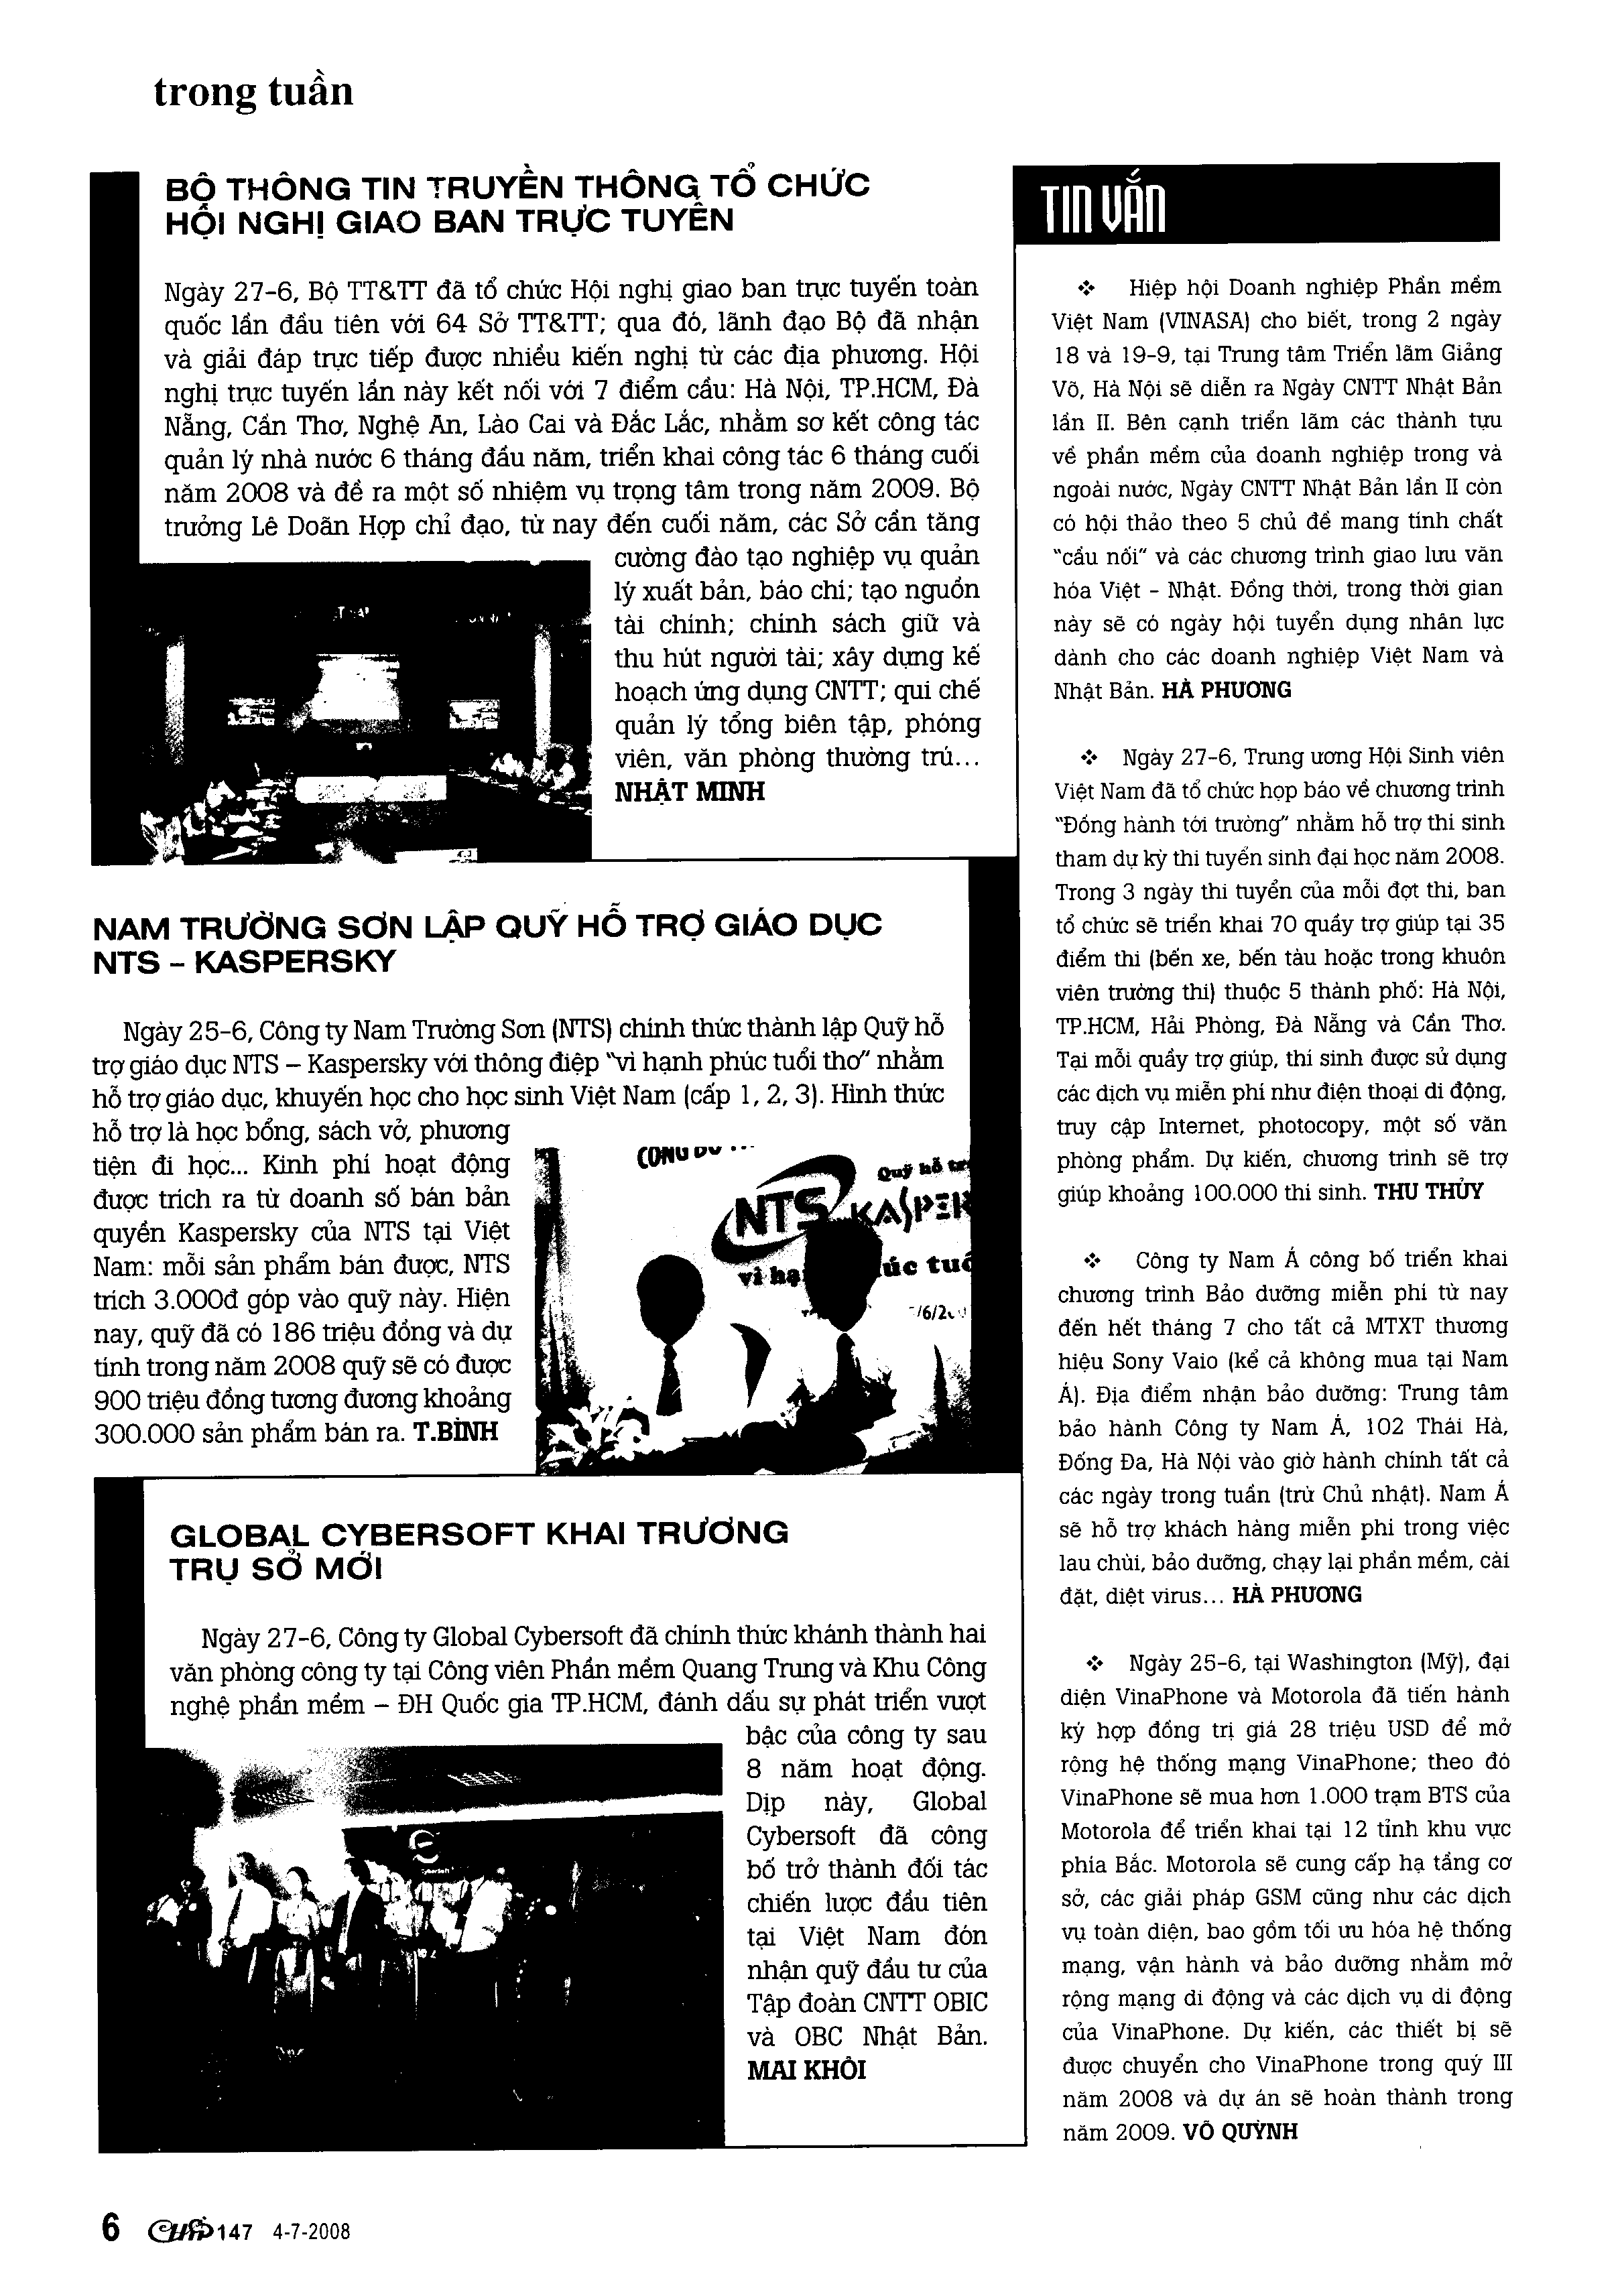 trong tuần
BỘ THÔNG TIN TRUYỀN THÔNG TỔ CHỨC
HỘI NGHỊ GIAO BAN TRỰC TUYẾN
Ngày 27-6, Bộ TT&TT đã tổ chức Hội nghị giao ban trực tuyến toàn
quốc lần đầu tiên với 64 Sở TT&TT; qua đó, lãnh đạo Bộ đã nhận
và giải đáp trực tiếp được nhiều kiến nghị từ các địa phương. Hội
nghị trực tuyến lần này kết nối với 7 điểm cầu: Hà Nội, TP.HCM, Đà
Nẵng, Cần Thơ, Nghệ An, Lào Cai và Đắc Lắc, nhằm sơ kết công tác
quản lý nhà nước 6 tháng đầu năm, triển khai công tác 6 tháng cuối
năm 2008 và đề ra một số nhiệm vụ trọng tâm trong năm 2009. Bộ
trưởng Lê Doãn Hợp chỉ đạo, từ nay đến cuối năm, các Sở cần tăng
cường đào tạo nghiệp vụ quản
lý xuất bản, báo chí; tạo nguồn
tài chính; chính sách giữ và
thu hút người tài; xây dựng kế
hoạch ứng dụng CNTT; qui chế
quản lý tổng biên tập, phóng
viên, văn phòng thường trú...
NHẬT MINH
NAM TRƯỜNG SƠN LẬP QUỸ HỖ TRỢ GIÁO DỤC
NTS – KASPERSKY
Ngày 25-6, Công ty Nam Trường Sơn (NTS) chính thức thành lập Quỹ hỗ
trợ giáo dục NTS – Kaspersky với thông điệp "vì hạnh phúc tuổi thơ" nhằm
hỗ trợ giáo dục, khuyến học cho học sinh Việt Nam (cấp 1, 2, 3). Hình thức
hỗ trợ là học bổng, sách vở, phương
tiện đi học... Kinh phí hoạt động
được trích ra từ doanh số bán bản
quyền Kaspersky của NTS tại Việt
Nam: mỗi sản phẩm bán được, NTS
trích 3.000đ góp vào quỹ này. Hiện
nay, quỹ đã có 186 triệu đồng và dự
tính trong năm 2008 quỹ sẽ có được
900 triệu đồng tương đương khoảng
300.000 sản phẩm bán ra. T.BÌNH
Quỹ hỗ
NTS
GLOBAL CYBERSOFT KHAI TRƯƠNG
TRỤ SỞ MỚI
Ngày 27-6, Công ty Global Cybersoft đã chính thức khánh thành hai
văn phòng công ty tại Công viên Phần mềm Quang Trung và Khu Công
nghệ phần mềm – ĐH Quốc gia TP.HCM, đánh dấu sự phát triển vượt
bậc của công ty sau
8 năm hoạt động.
Dịp này, Global
Cybersoft đã công
bố trở thành đối tác
chiến lược đầu tiên
tại Việt Nam đón
nhận quỹ đầu tư của
Tập đoàn CNTT OBIC
và OBC Nhật Bản.
MAI KHÔI
TIN VẮN
❖ Hiệp hội Doanh nghiệp Phần mềm
Việt Nam (VINASA) cho biết, trong 2 ngày
18 và 19-9, tại Trung tâm Triển lãm Giảng
Võ, Hà Nội sẽ diễn ra Ngày CNTT Nhật Bản
lần II. Bên cạnh triển lãm các thành tựu
về phần mềm của doanh nghiệp trong và
ngoài nước, Ngày CNTT Nhật Bản lần II còn
có hội thảo theo 5 chủ đề mang tính chất
"cầu nối" và các chương trình giao lưu văn
hóa Việt - Nhật. Đồng thời, trong thời gian
này sẽ có ngày hội tuyển dụng nhân lực
dành cho các doanh nghiệp Việt Nam và
Nhật Bản. HÀ PHƯƠNG
❖ Ngày 27-6, Trung ương Hội Sinh viên
Việt Nam đã tổ chức họp báo về chương trình
"Đồng hành tới trường" nhằm hỗ trợ thí sinh
tham dự kỳ thi tuyển sinh đại học năm 2008.
Trong 3 ngày thi tuyển của mỗi đợt thi, ban
tổ chức sẽ triển khai 70 quầy trợ giúp tại 35
điểm thi (bến xe, bến tàu hoặc trong khuôn
viên trường thi) thuộc 5 thành phố: Hà Nội,
TP.HCM, Hải Phòng, Đà Nẵng và Cần Thơ.
Tại mỗi quầy trợ giúp, thí sinh được sử dụng
các dịch vụ miễn phí như điện thoại di động,
truy cập Internet, photocopy, một số văn
phòng phẩm. Dự kiến, chương trình sẽ trợ
giúp khoảng 100.000 thí sinh. THU THỦY
❖ Công ty Nam Á công bố triển khai
chương trình Bảo dưỡng miễn phí từ nay
đến hết tháng 7 cho tất cả MTXT thương
hiệu Sony Vaio (kể cả không mua tại Nam
Á). Địa điểm nhận bảo dưỡng: Trung tâm
bảo hành Công ty Nam Á, 102 Thái Hà,
Đống Đa, Hà Nội vào giờ hành chính tất cả
các ngày trong tuần (trừ Chủ nhật). Nam Á
sẽ hỗ trợ khách hàng miễn phí trong việc
lau chùi, bảo dưỡng, chạy lại phần mềm, cài
đặt, diệt virus... HÀ PHƯƠNG
❖ Ngày 25-6, tại Washington (Mỹ), đại
diện VinaPhone và Motorola đã tiến hành
ký hợp đồng trị giá 28 triệu USD để mở
rộng hệ thống mạng VinaPhone; theo đó
VinaPhone sẽ mua hơn 1.000 trạm BTS của
Motorola để triển khai tại 12 tỉnh khu vực
phía Bắc. Motorola sẽ cung cấp hạ tầng cơ
sở, các giải pháp GSM cũng như các dịch
vụ toàn diện, bao gồm tối ưu hóa hệ thống
mạng, vận hành và bảo dưỡng nhằm mở
rộng mạng di động và các dịch vụ di động
của VinaPhone. Dự kiến, các thiết bị sẽ
được chuyển cho VinaPhone trong quý III
năm 2008 và dự án sẽ hoàn thành trong
năm 2009. VÕ QUỲNH
6 147 4-7-2008